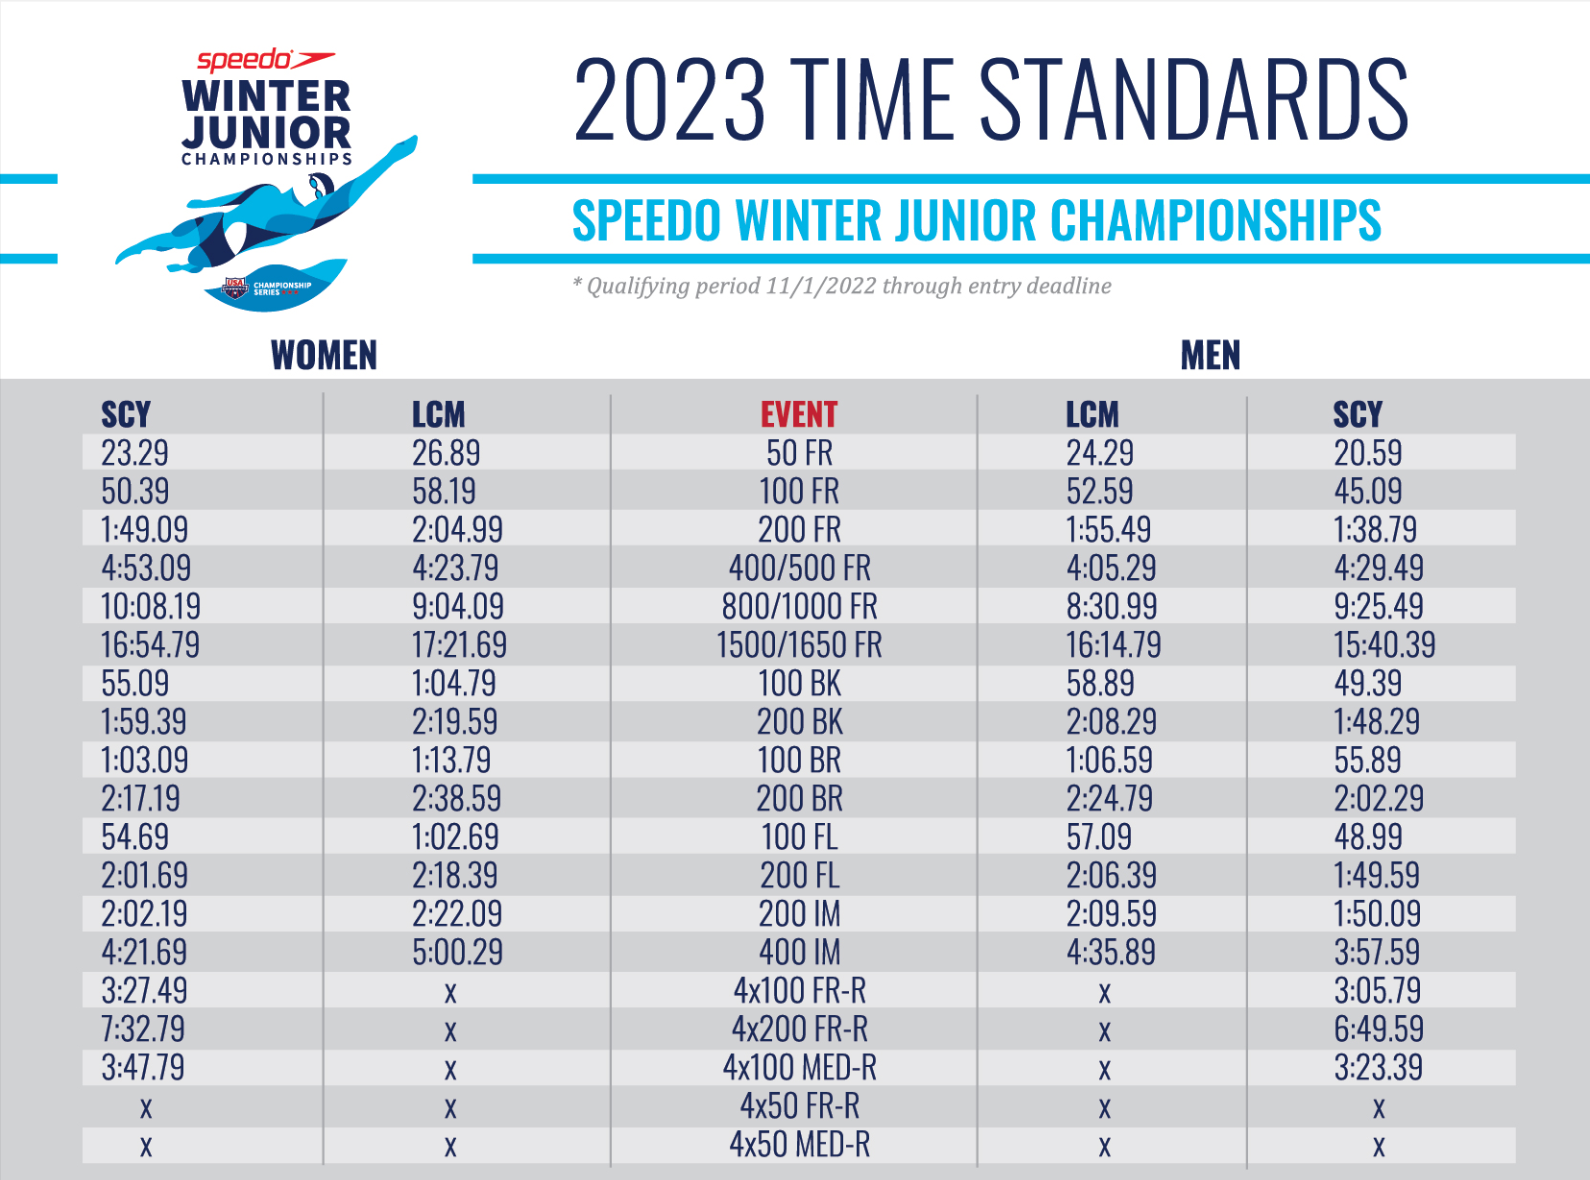 speedo
WINTER
JUNIOR
CHAMPIONSHIPS
USA
CHAMPIONSHIP
SERIES
2023 TIME STANDARDS
SPEEDO WINTER JUNIOR CHAMPIONSHIPS
* Qualifying period 11/1/2022 through entry deadline
WOMEN MEN
SCY LCM EVENT LCM SCY
23.29 26.89 50 FR 24.29 20.59
50.39 58.19 100 FR 52.59 45.09
1:49.09 2:04.99 200 FR 1:55.49 1:38.79
4:53.09 4:23.79 400/500 FR 4:05.29 4:29.49
10:08.19 9:04.09 800/1000 FR 8:30.99 9:25.49
16:54.79 17:21.69 1500/1650 FR 16:14.79 15:40.39
55.09 1:04.79 100 BK 58.89 49.39
1:59.39 2:19.59 200 BK 2:08.29 1:48.29
1:03.09 1:13.79 100 BR 1:06.59 55.89
2:17.19 2:38.59 200 BR 2:24.79 2:02.29
54.69 1:02.69 100 FL 57.09 48.99
2:01.69 2:18.39 200 FL 2:06.39 1:49.59
2:02.19 2:22.09 200 IM 2:09.59 1:50.09
4:21.69 5:00.29 400 IM 4:35.89 3:57.59
3:27.49 x 4x100 FR-R x 3:05.79
7:32.79 x 4x200 FR-R x 6:49.59
3:47.79 x 4x100 MED-R x 3:23.39
x x 4x50 FR-R x x
x x 4x50 MED-R x x